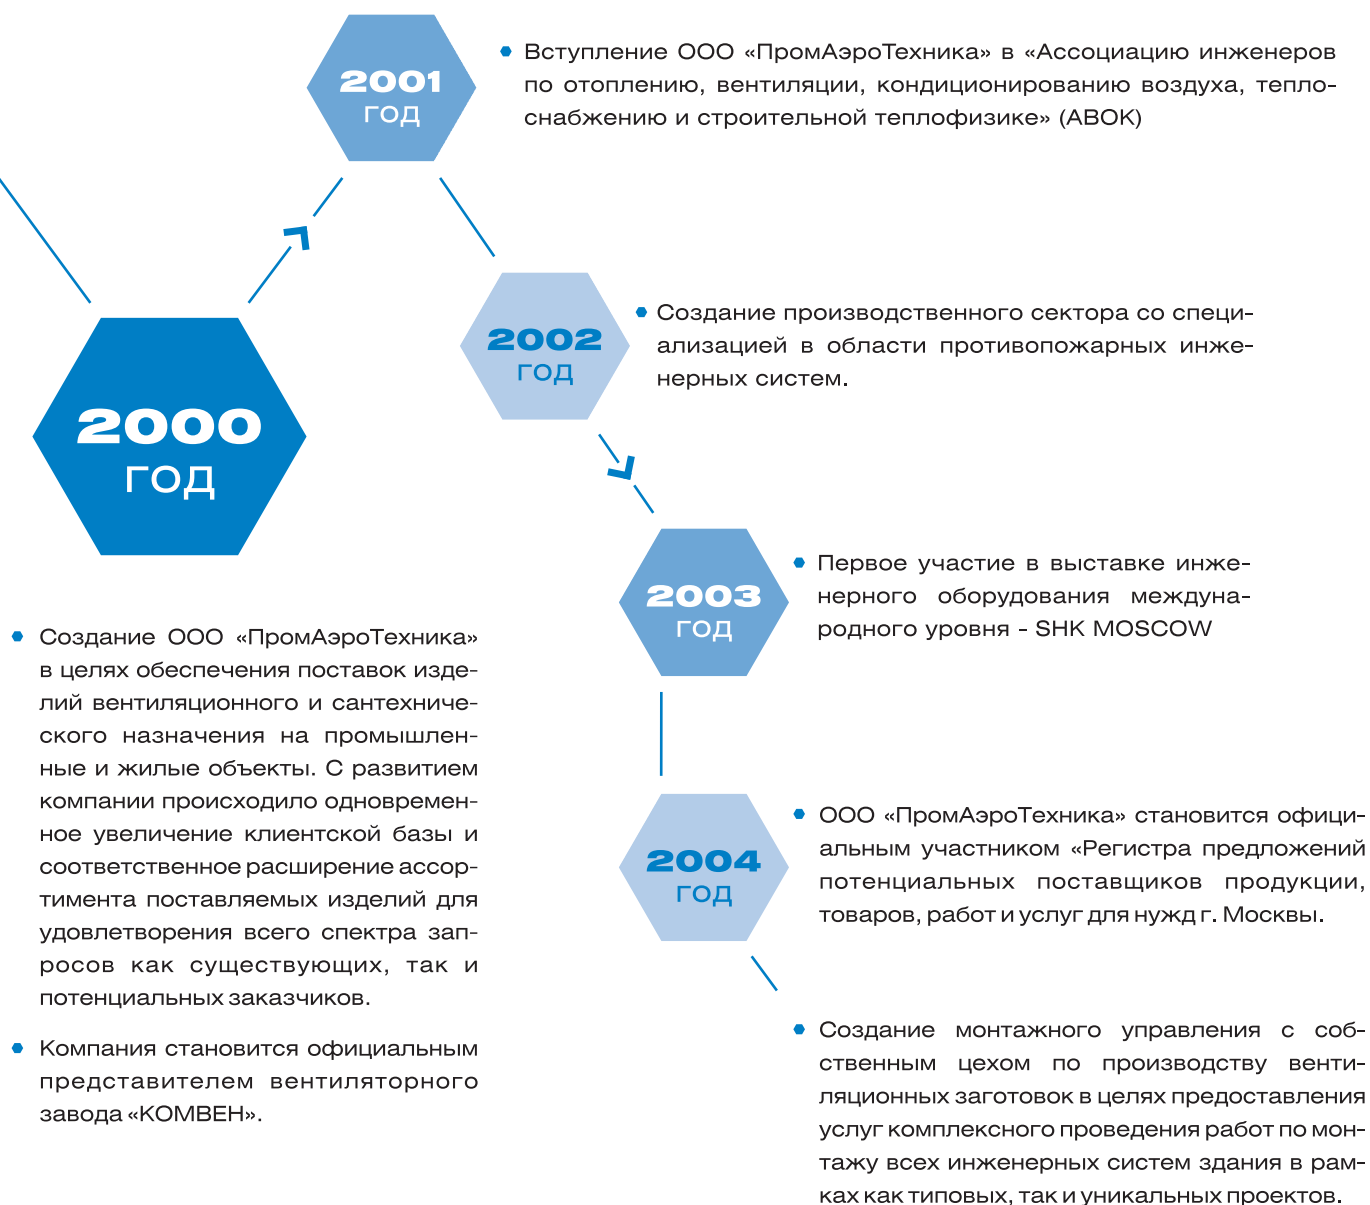 2001
ГОД
Вступление ООО «ПромАэроТехника» в «Ассоциацию инженеров
по отоплению, вентиляции, кондиционированию воздуха, тепло-
снабжению и строительной теплофизике» (АВОК)
2002
ГОД
Создание производственного сектора со специ-
ализацией в области противопожарных инже-
нерных систем.
2000
ГОД
Создание ООО «ПромАэроТехника»
в целях обеспечения поставок изде-
лий вентиляционного и сантехниче-
ского назначения на промышлен-
ные и жилые объекты. С развитием
компании происходило одновремен-
ное увеличение клиентской базы и
соответственное расширение ассор-
тимента поставляемых изделий для
удовлетворения всего спектра зап-
росов как существующих, так и
потенциальных заказчиков.
Компания становится официальным
представителем вентиляторного
завода «КОМВЕН».
2003
ГОД
Первое участие в выставке инже-
нерного оборудования междуна-
родного уровня - SHK MOSCOW
2004
ГОД
ООО «ПромАэроТехника» становится офици-
альным участником «Регистра предложений
потенциальных поставщиков продукции,
товаров, работ и услуг для нужд г. Москвы.
Создание монтажного управления с соб-
ственным цехом по производству венти-
ляционных заготовок в целях предоставления
услуг комплексного проведения работ по мон-
тажу всех инженерных систем здания в рам-
ках как типовых, так и уникальных проектов.